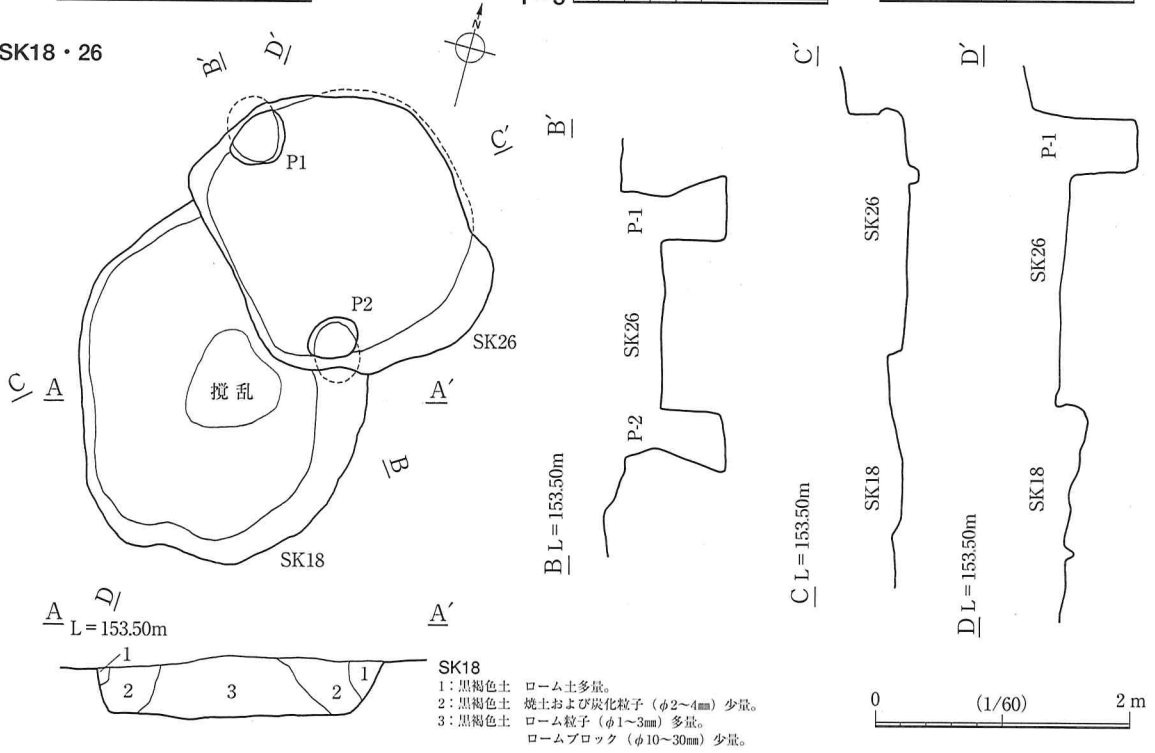 SK18・26
B′
D′
N
C′
P1
P2
SK26
撹乱
C
A
A′
B
SK18
D
B′
P-1
SK26
P-2
B L=153.50m
C′
SK26
SK18
C L=153.50m
D′
P-1
SK26
SK18
D L=153.50m
A
L=153.50m
A′
1
2
3
2
1
SK18
1：黒褐色土 ローム土多量。
2：黒褐色土 焼土および炭化粒子（φ2～4㎜）少量。
3：黒褐色土 ローム粒子（φ1～3㎜）多量。
ロームブロック（φ10～30㎜）少量。
0 (1/60) 2 m